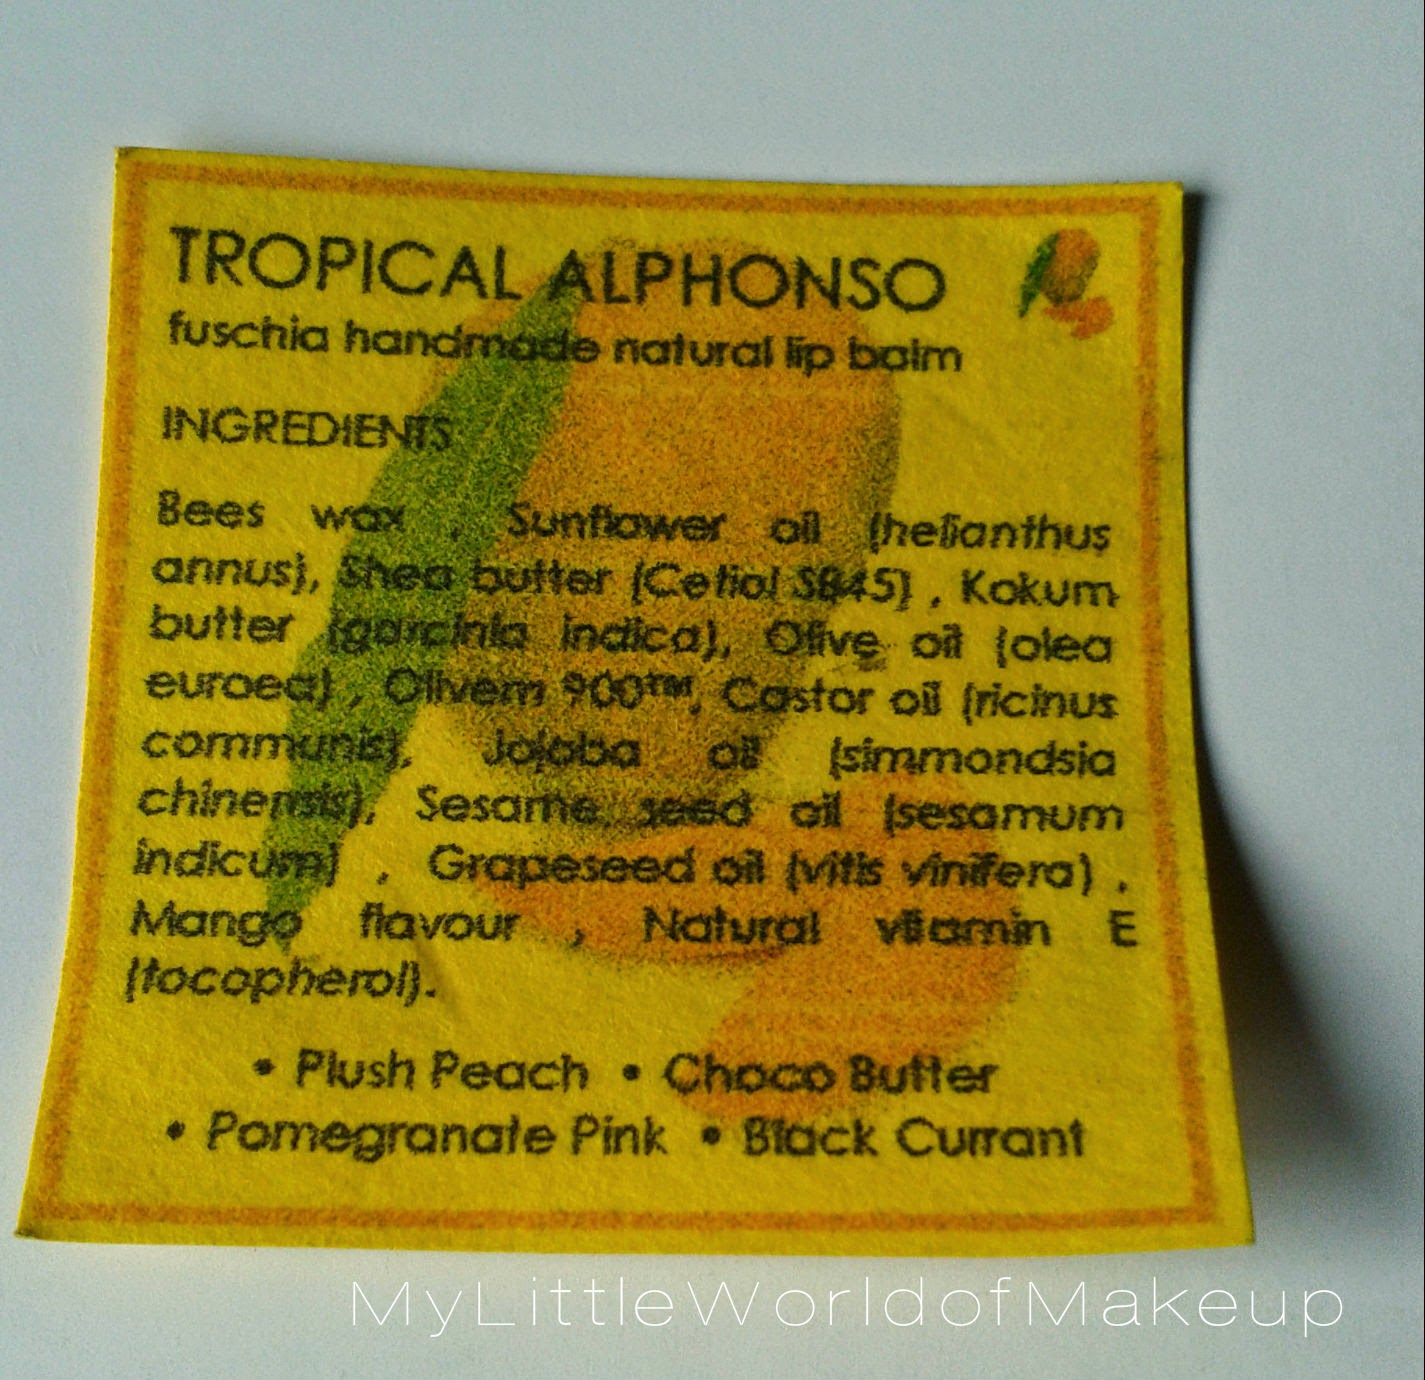 TROPICAL ALPHONSO
fuschia handmade natural lip balm
INGREDIENTS
Bees wax , Sunflower oil (helianthus
annus), Shea butter (Cetiol SB45) , Kokum
butter (garcinia indica), Olive oil (olea
euroea) , Olivem 900™, Castor oil (ricinus
communis), Jojoba oil (simmondsia
chinensis), Sesame seed oil (sesamum
indicum) , Grapeseed oil (vitis vinifera) ,
Mango flavour , Natural vitamin E
(tocopherol).
• Plush Peach • Choco Butter
• Pomegranate Pink • Black Currant
MyLittleWorldofMakeup